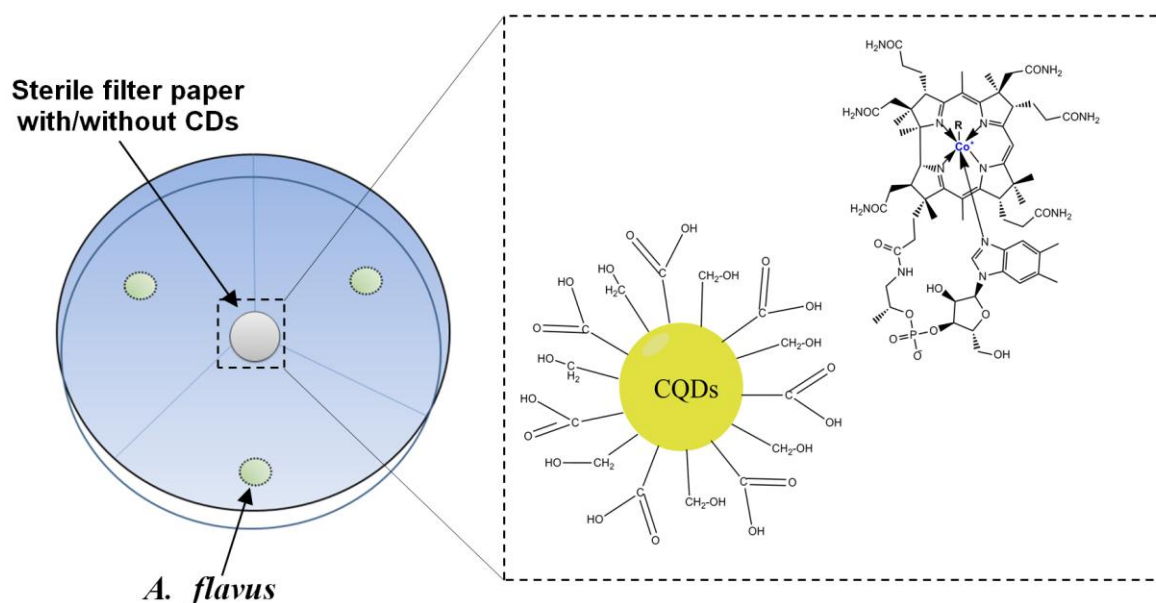 Sterile filter paper
with/without CDs
A. flavus
CQDs
O
OH
C
HO
H₂C
CH₂-OH
O
C
OH
HO
C
O
HO
C
H₂
CH₂-OH
C
O
OH
HO
C
O
HO
CH₂
CH₂-OH
HO
C
O
CH₂-OH
C
O
OH
H₂NOC
CONH₂
H₂NOC
CONH₂
R
N
N
Co⁺
N
N
H₂NOC
CONH₂
O
C
NH
N
N
HO
O
O
O
P
O
O⁻
OH